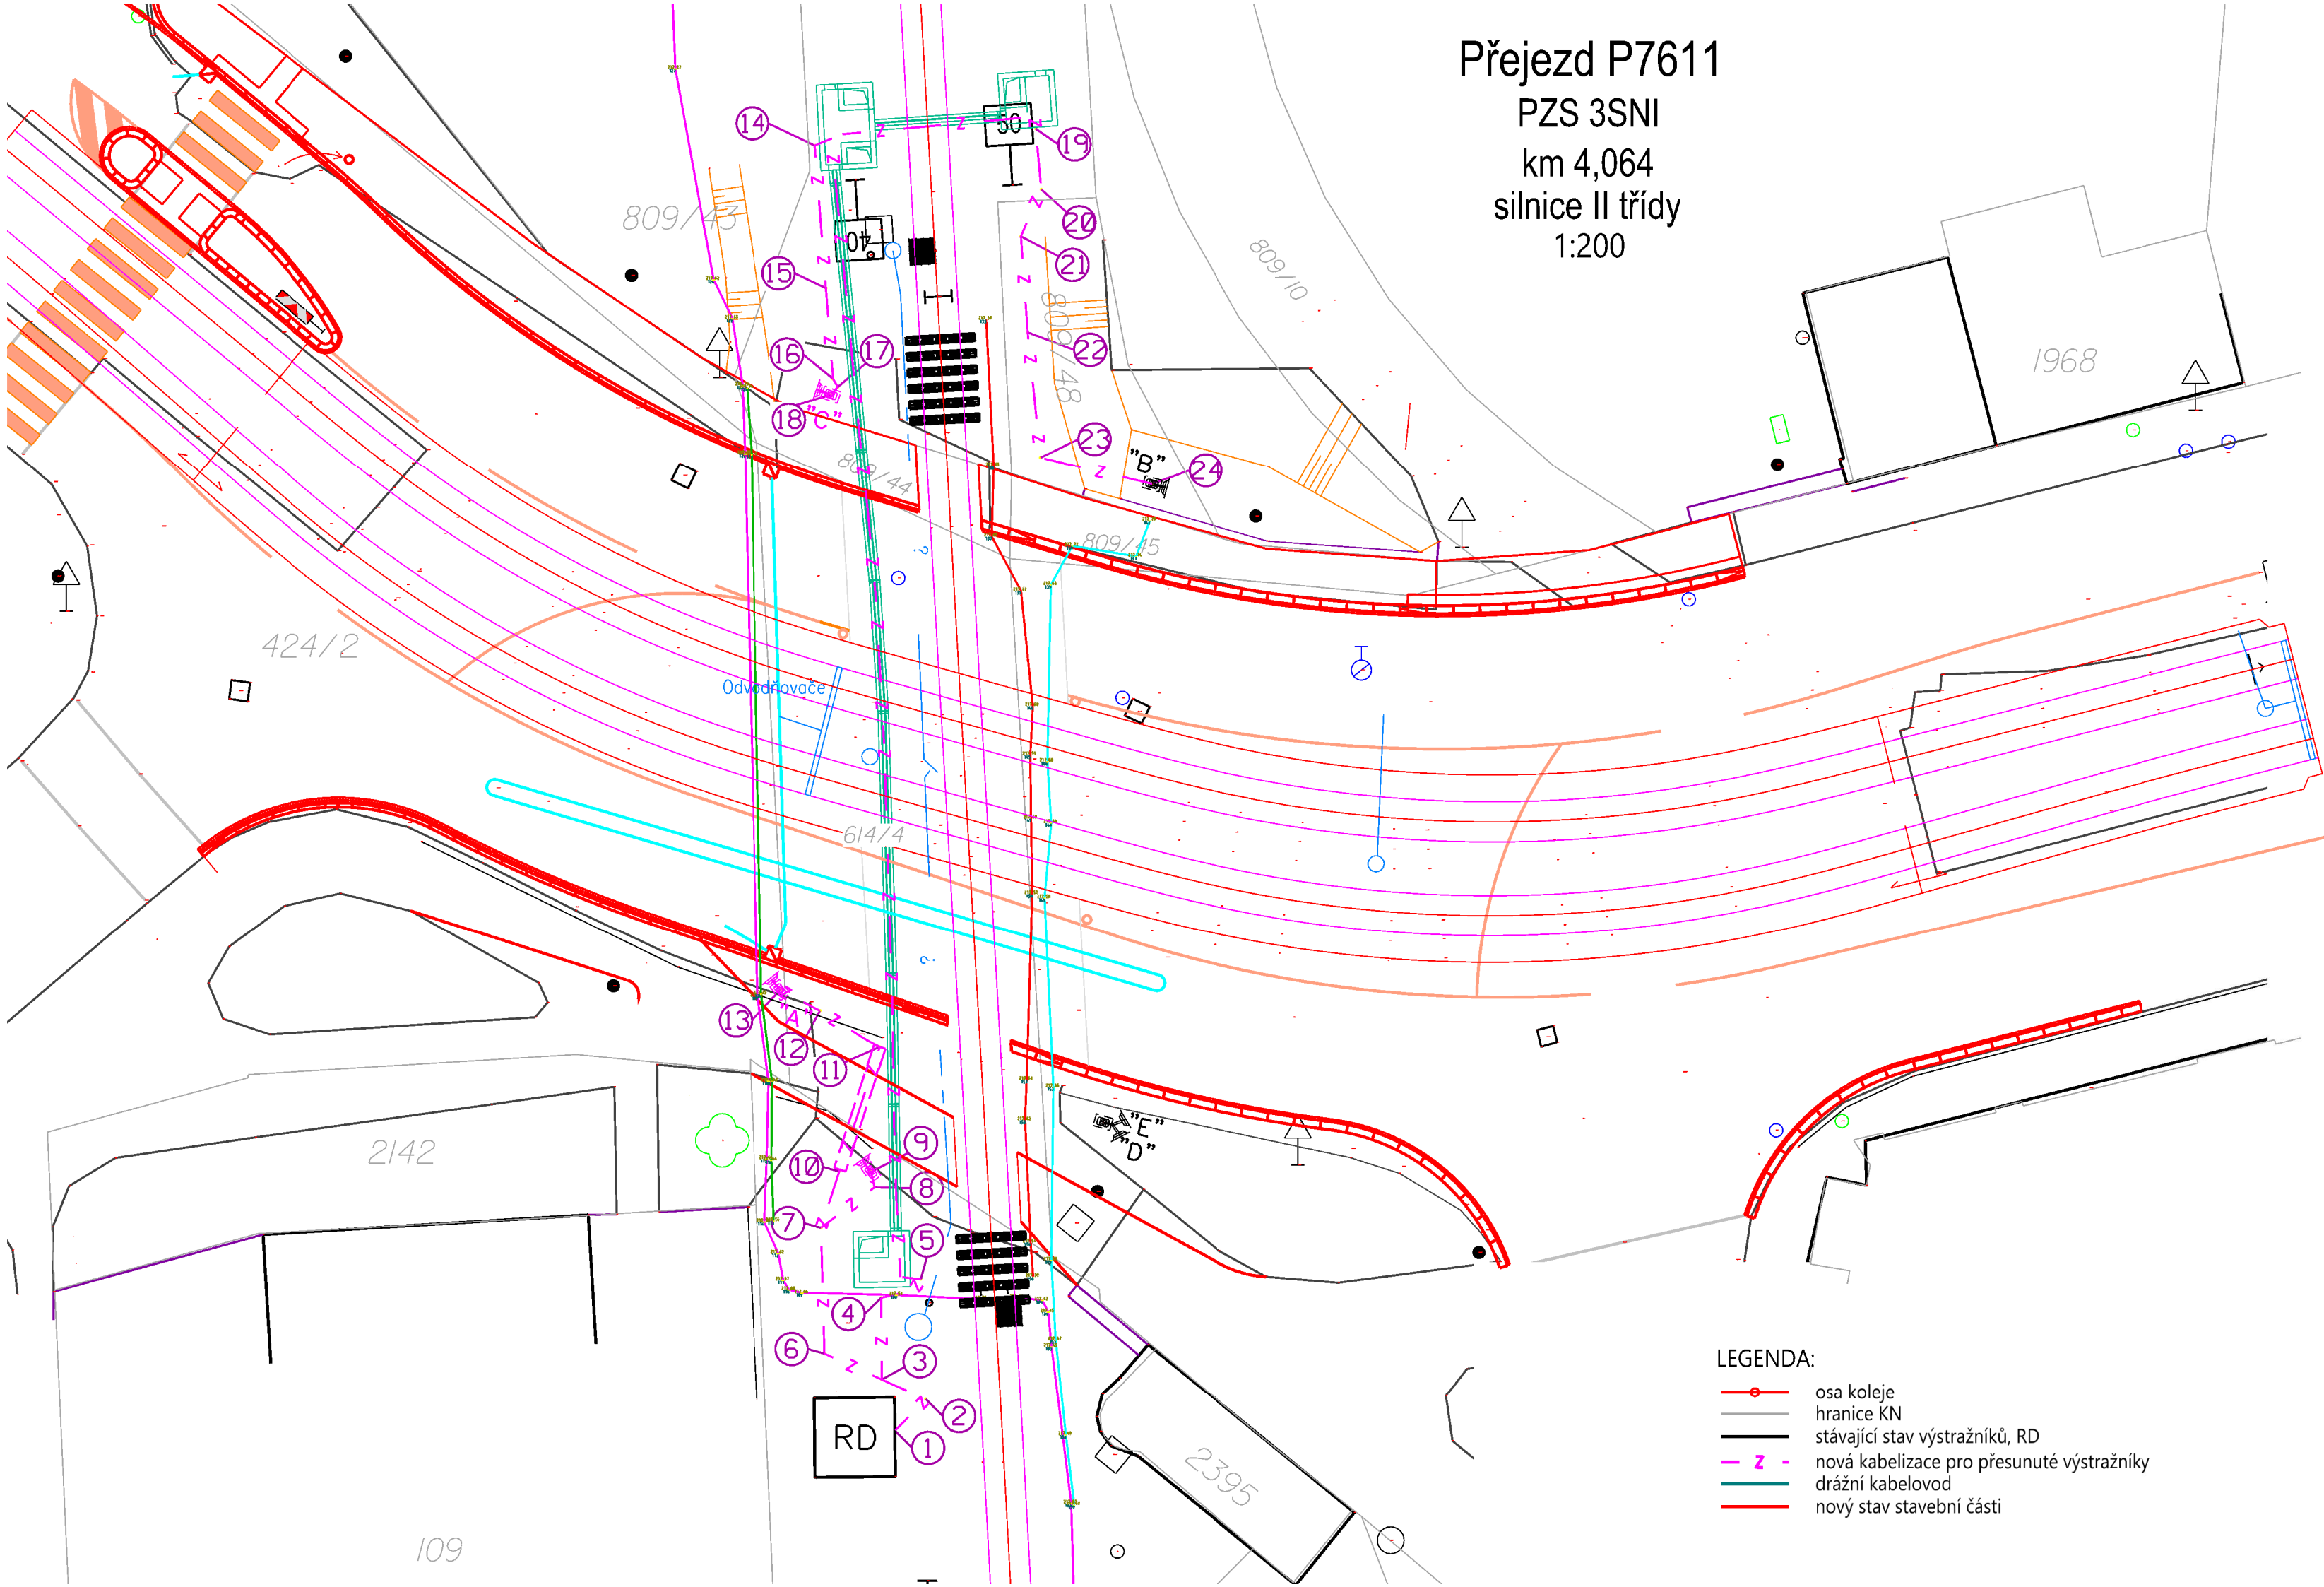 Přejezd P7611
PZS 3SNI
km 4,064
silnice II třídy
1:200
14
50
19
809/43
20
40
21
809/10
15
809/48
16
17
22
1968
18
"C"
23
"B"
24
809/44
809/45
?
424/2
Odvodňovače
614/4
?
13
"A"
12
11
"E"
"D"
9
2142
10
8
7
5
4
6
3
2
RD
1
2395
109
LEGENDA:
osa koleje
hranice KN
stávající stav výstražníků, RD
Z nová kabelizace pro přesunuté výstražníky
drážní kabelovod
nový stav stavební části